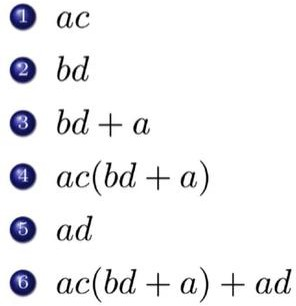 1 ac
2 bd
3 bd + a
4 ac(bd + a)
5 ad
6 ac(bd + a) + ad